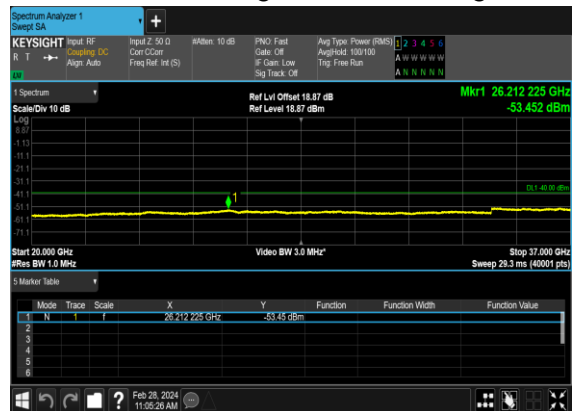 Spectrum Analyzer 1
Swept SA
+
KEYSIGHT Input: RF Input Z: 50 Ω #Atten: 10 dB PNO: Fast Avg Type: Power (RMS) 1 2 3 4 5 6
R T Coupling: DC Corr CCorr Gate: Off Avg|Hold: 100/100 A W W W W W
Align: Auto Freq Ref: Int (S) IF Gain: Low Trig: Free Run
Sig Track: Off A N N N N N
1 Spectrum Ref Lvl Offset 18.87 dB Mkr1 26.212 225 GHz
Scale/Div 10 dB Ref Level 18.87 dBm -53.452 dBm
Log
8.87
-1.13
-11.1
-21.1
-31.1
DL1 -40.00 dBm
-41.1
1
-51.1
-61.1
-71.1
Start 20.000 GHz Video BW 3.0 MHz* Stop 37.000 GHz
#Res BW 1.0 MHz Sweep 29.3 ms (40001 pts)
5 Marker Table
Mode Trace Scale X Y Function Function Width Function Value
1 N 1 f 26.212 225 GHz -53.45 dBm
2
3
4
5
6
? Feb 28, 2024
11:05:26 AM